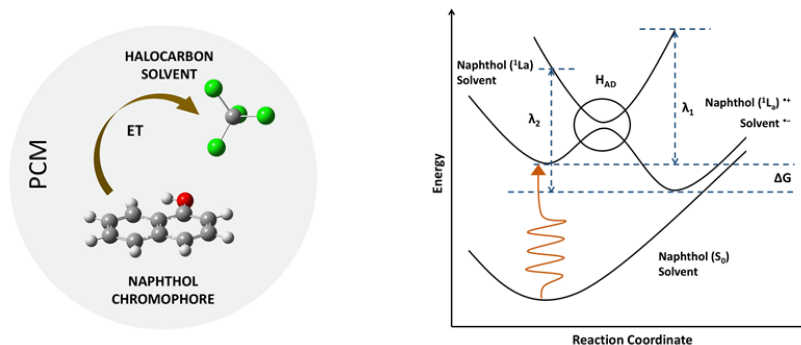 HALOCARBON
SOLVENT
ET
PCM
NAPHTHOL
CHROMOPHORE
Energy
Naphthol (¹La)
Solvent
H_AD
λ₂
λ₁
Naphthol (¹Lₐ) •+
Solvent •−
ΔG
Naphthol (S₀)
Solvent
Reaction Coordinate